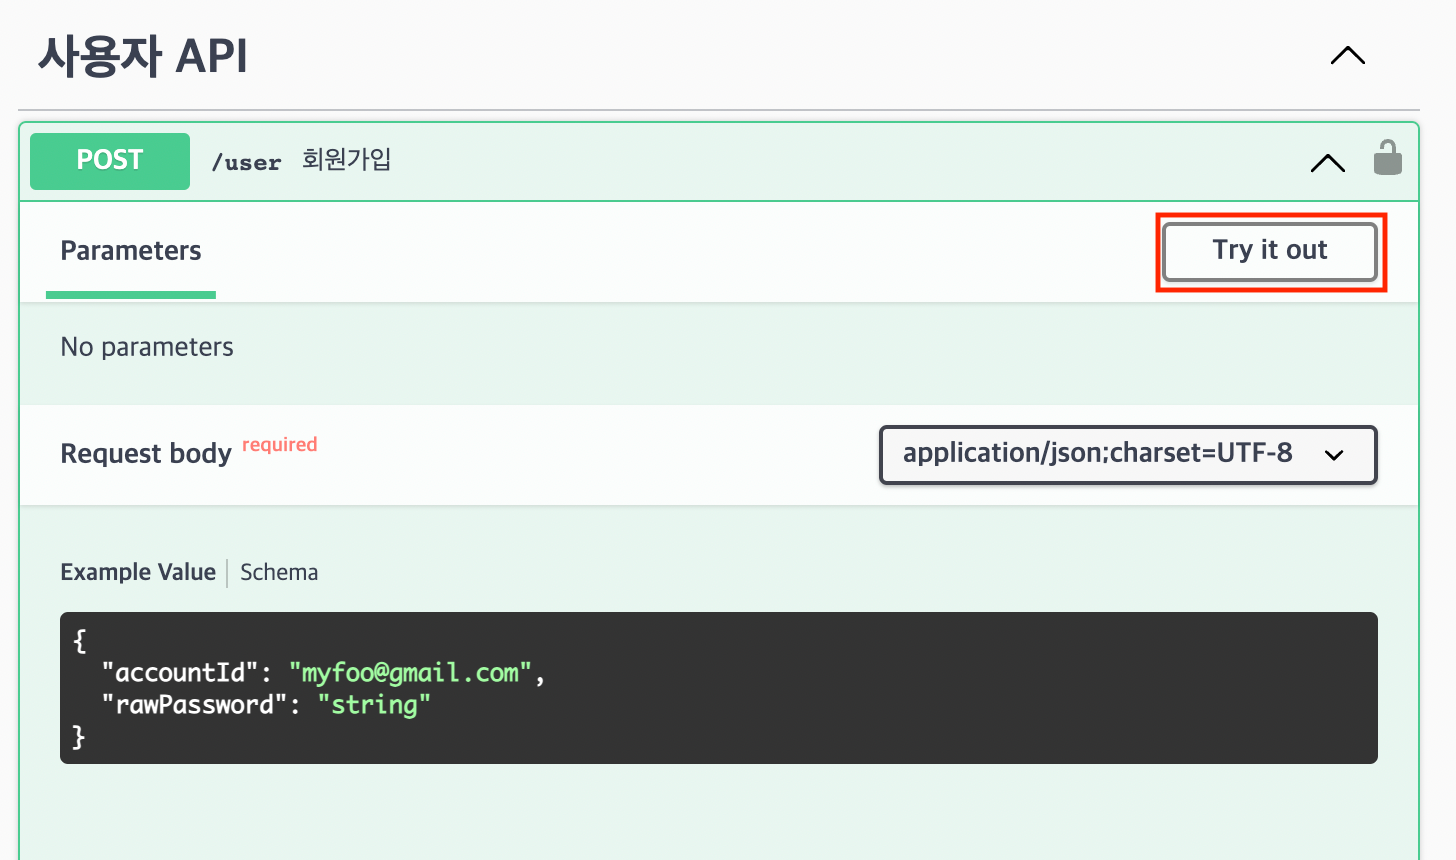 사용자 API
POST /user 회원가입
Parameters Try it out
No parameters
Request body required application/json;charset=UTF-8
Example Value Schema
{
"accountId": "myfoo@gmail.com",
"rawPassword": "string"
}